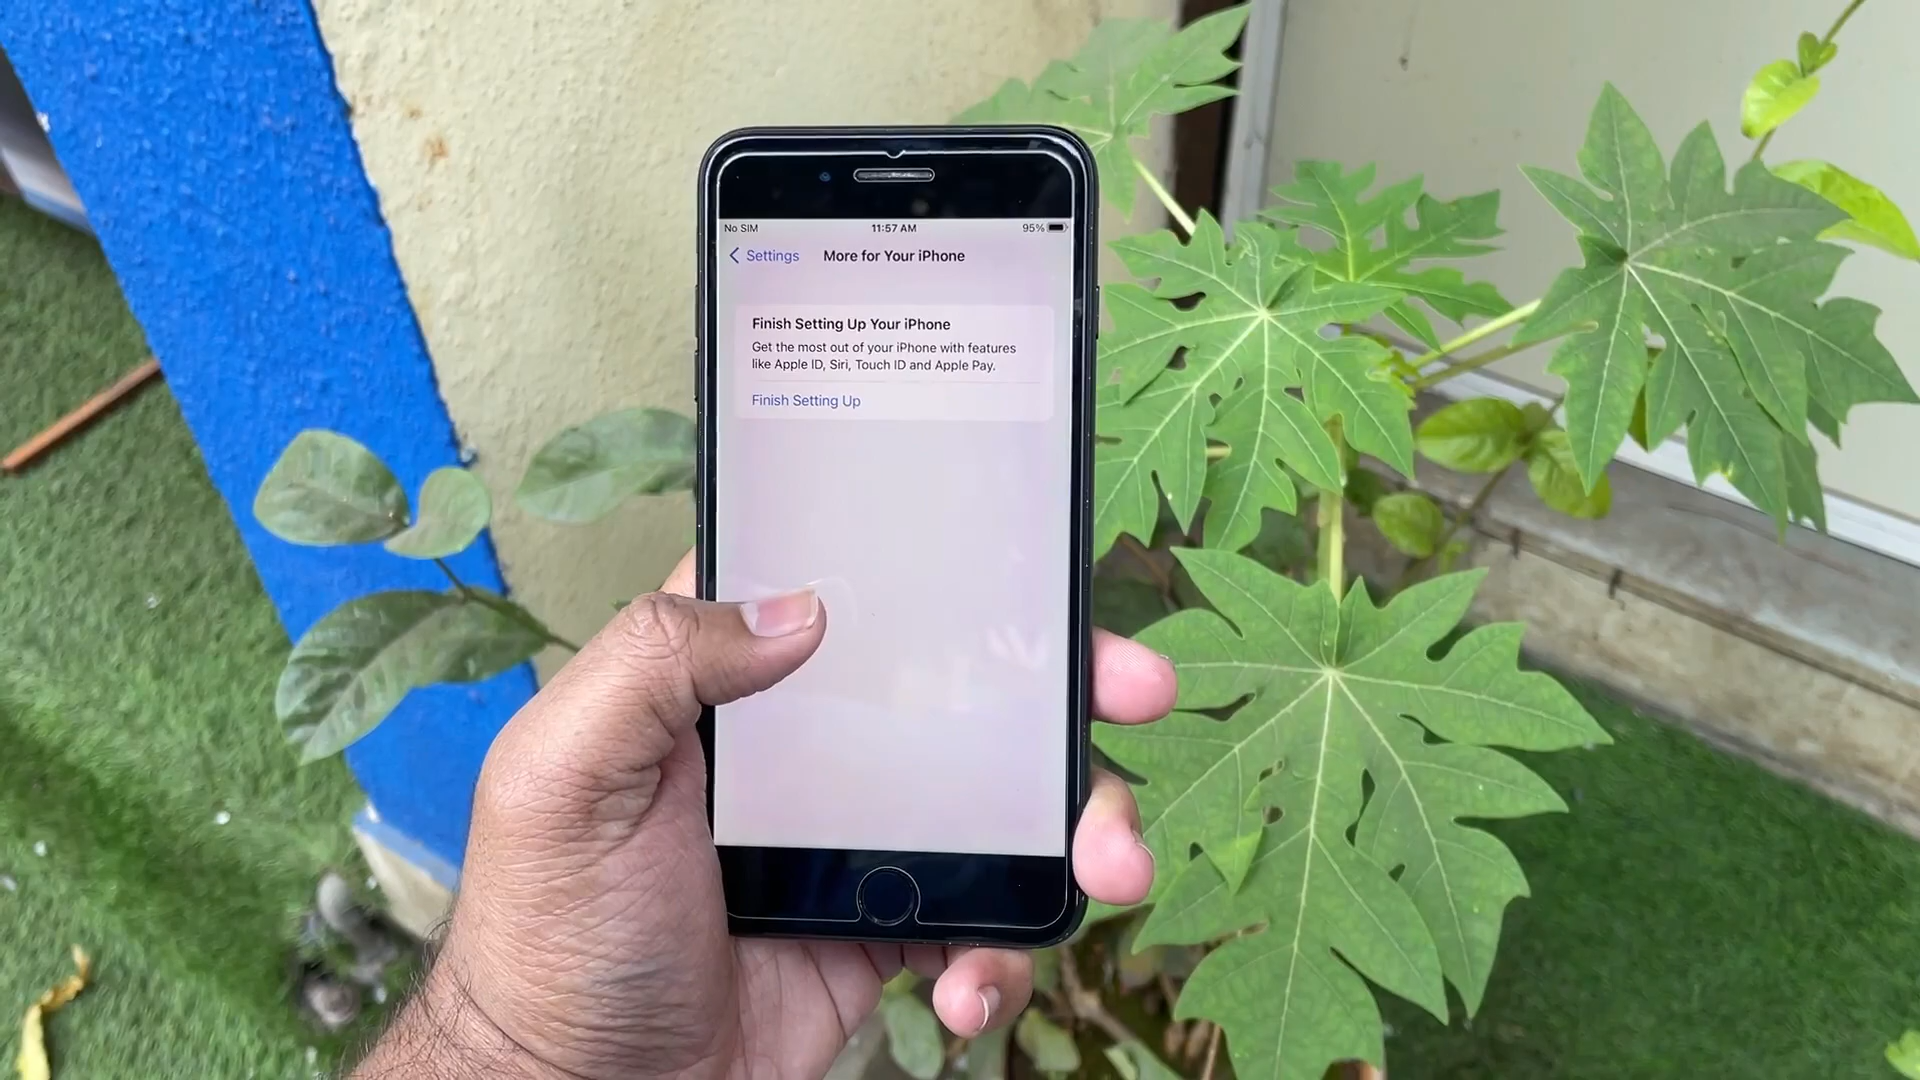 No SIM 11:57 AM 95%
Settings More for Your iPhone
Finish Setting Up Your iPhone
Get the most out of your iPhone with features
like Apple ID, Siri, Touch ID and Apple Pay.
Finish Setting Up